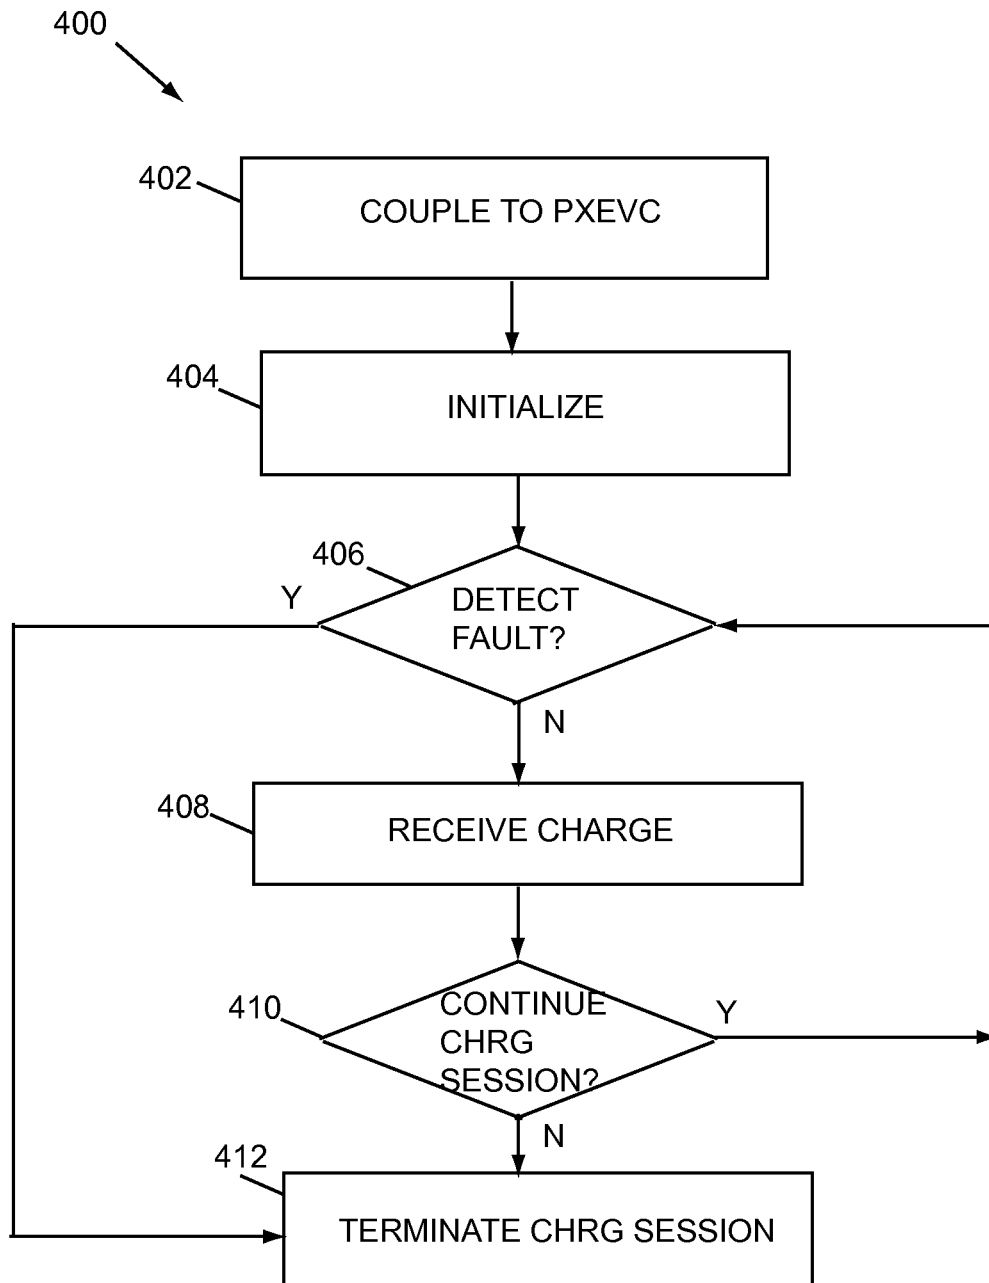 400
402
COUPLE TO PXEVC
404
INITIALIZE
406
Y
DETECT
FAULT?
N
408
RECEIVE CHARGE
410
CONTINUE
CHRG
SESSION?
Y
N
412
TERMINATE CHRG SESSION